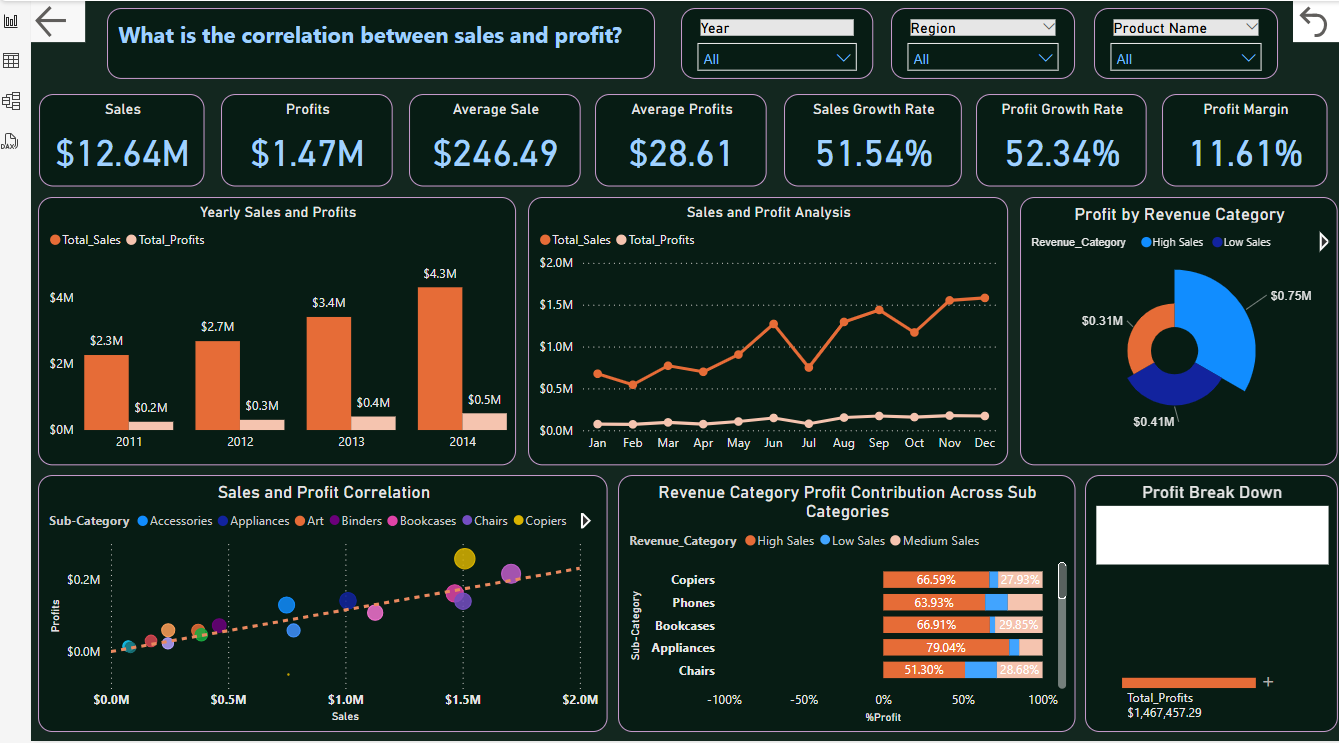 What is the correlation between sales and profit?
Year
All
Region
All
Product Name
All
DAX
Sales
$12.64M
Profits
$1.47M
Average Sale
$246.49
Average Profits
$28.61
Sales Growth Rate
51.54%
Profit Growth Rate
52.34%
Profit Margin
11.61%
Yearly Sales and Profits
Total_Sales Total_Profits
$4M
$2M
$0M
$2.3M
$0.2M
$2.7M
$0.3M
$3.4M
$0.4M
$4.3M
$0.5M
2011 2012 2013 2014
Sales and Profit Analysis
Total_Sales Total_Profits
$2.0M
$1.5M
$1.0M
$0.5M
$0.0M
Jan Feb Mar Apr May Jun Jul Aug Sep Oct Nov Dec
Profit by Revenue Category
Revenue_Category High Sales Low Sales
$0.75M
$0.31M
$0.41M
Sales and Profit Correlation
Sub-Category Accessories Appliances Art Binders Bookcases Chairs Copiers
Profits
$0.2M
$0.0M
$0.0M $0.5M $1.0M $1.5M $2.0M
Sales
Revenue Category Profit Contribution Across Sub
Categories
Revenue_Category High Sales Low Sales Medium Sales
Sub-Category
Copiers 66.59% 27.93%
Phones 63.93%
Bookcases 66.91% 29.85%
Appliances 79.04%
Chairs 51.30% 28.68%
-100% -50% 0% 50% 100%
%Profit
Profit Break Down
Total_Profits
$1,467,457.29